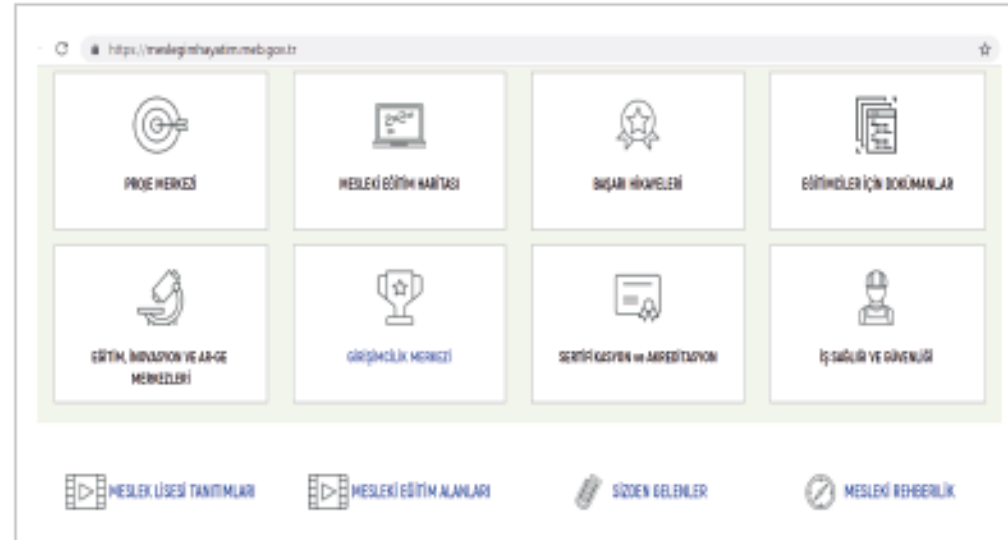 https://meslegimhayatim.meb.gov.tr
PROJE MERKEZİ
MESLEKİ EĞİTİM HARİTASI
BAŞARI HİKAYELERİ
EĞİTİMCİLER İÇİN DOKÜMANLAR
EĞİTİM, İNOVASYON VE AR-GE
MERKEZLERİ
GİRİŞİMCİLİK MERKEZİ
SERTİFİKASYON ve AKREDİTASYON
İŞ SAĞLIĞI VE GÜVENLİĞİ
MESLEK LİSESİ TANITIMLARI
MESLEKİ EĞİTİM ALANLARI
SİZDEN GELENLER
MESLEKİ REHBERLİK